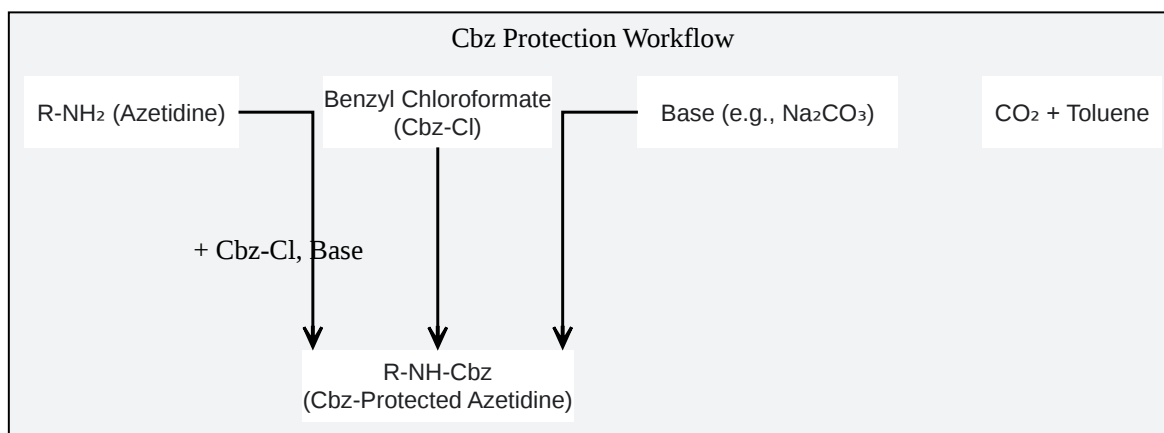 Cbz Protection Workflow
R-NH₂ (Azetidine)
Benzyl Chloroformate
(Cbz-Cl)
Base (e.g., Na₂CO₃)
CO₂ + Toluene
+ Cbz-Cl, Base
R-NH-Cbz
(Cbz-Protected Azetidine)